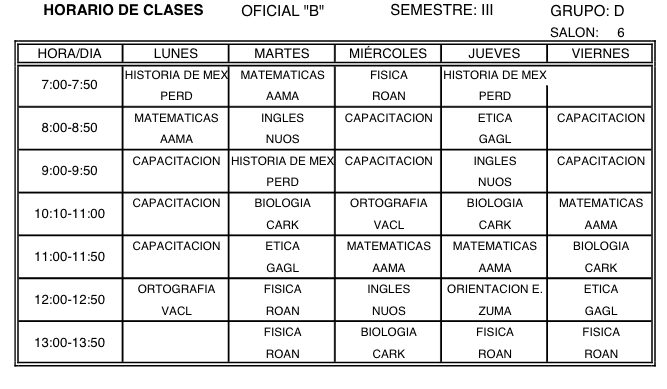 HORARIO DE CLASES OFICIAL "B" SEMESTRE: III GRUPO: D
SALON: 6
HORA/DIA LUNES MARTES MIÉRCOLES JUEVES VIERNES
7:00-7:50 HISTORIA DE MEX MATEMATICAS FISICA HISTORIA DE MEX
PERD AAMA ROAN PERD
8:00-8:50 MATEMATICAS INGLES CAPACITACION ETICA CAPACITACION
AAMA NUOS GAGL
9:00-9:50 CAPACITACION HISTORIA DE MEX CAPACITACION INGLES CAPACITACION
PERD NUOS
10:10-11:00 CAPACITACION BIOLOGIA ORTOGRAFIA BIOLOGIA MATEMATICAS
CARK VACL CARK AAMA
11:00-11:50 CAPACITACION ETICA MATEMATICAS MATEMATICAS BIOLOGIA
GAGL AAMA AAMA CARK
12:00-12:50 ORTOGRAFIA FISICA INGLES ORIENTACION E. ETICA
VACL ROAN NUOS ZUMA GAGL
13:00-13:50 FISICA BIOLOGIA FISICA FISICA
ROAN CARK ROAN ROAN